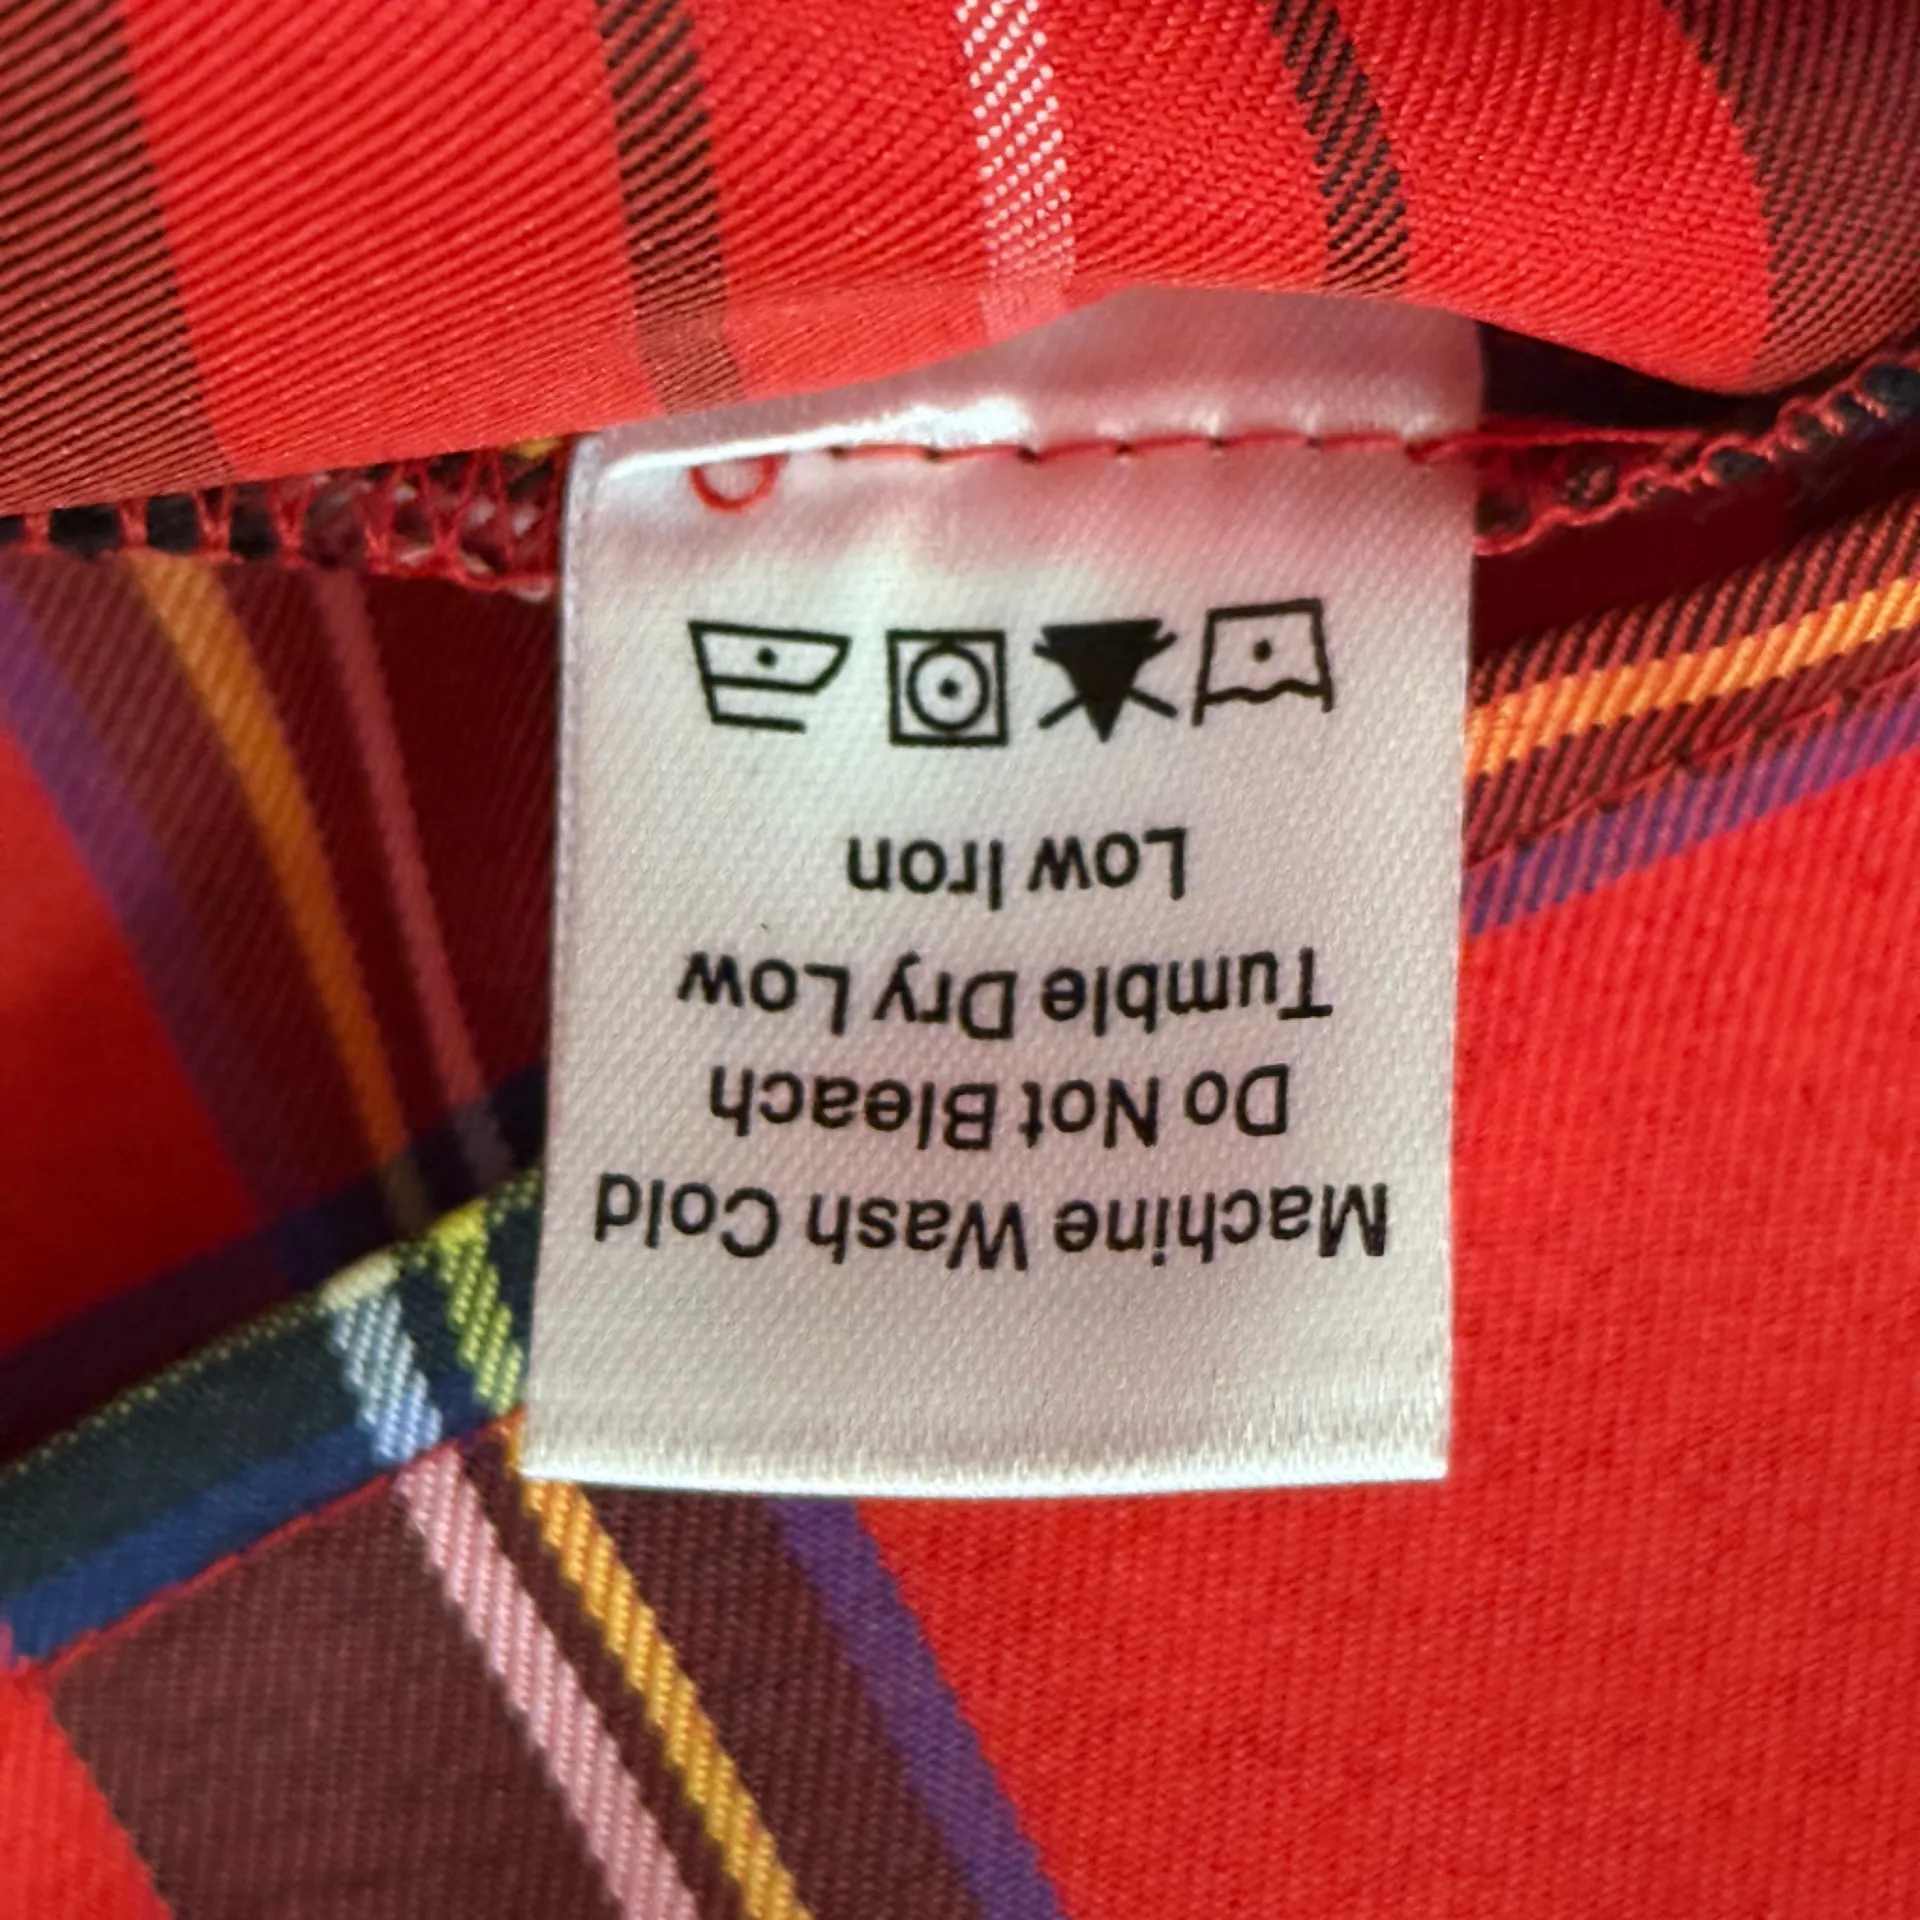 Machine Wash Cold
Do Not Bleach
Tumble Dry Low
Low Iron